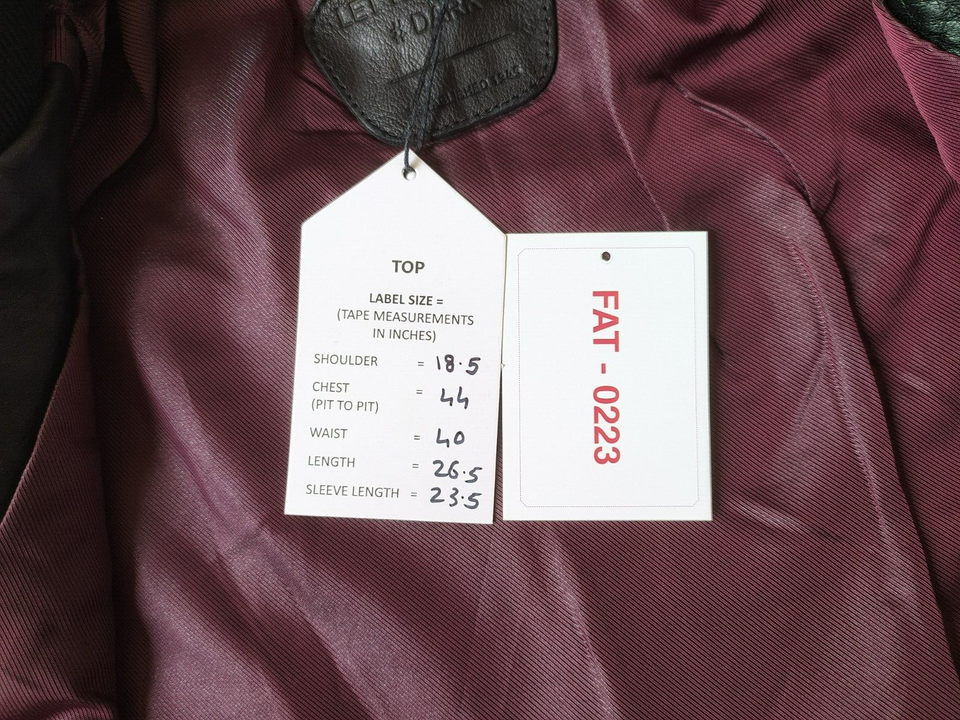 & DARK
TOP
LABEL SIZE =
(TAPE MEASUREMENTS
IN INCHES)
SHOULDER = 18.5
CHEST = 44
(PIT TO PIT)
WAIST = 40
LENGTH = 26.5
SLEEVE LENGTH = 23.5
FAT - 0223